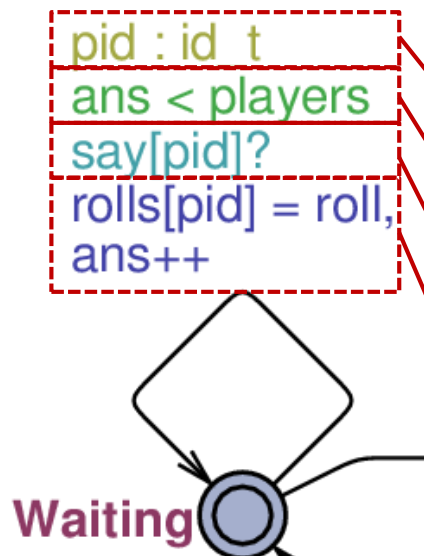 pid : id_t
ans < players
say[pid]?
rolls[pid] = roll,
ans++
Waiting